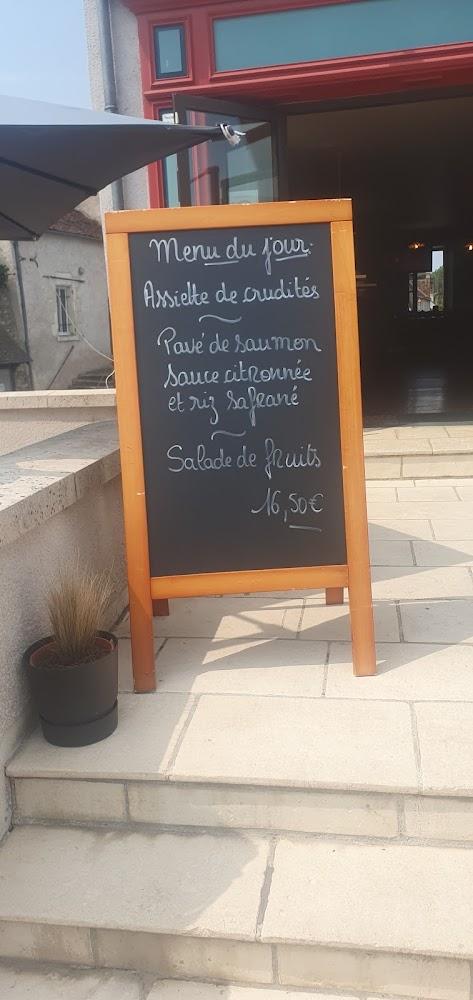 Menu du jour:
Assiette de crudités
Pavé de saumon
sauce citronnée
et riz safrané
Salade de fruits
16,50€